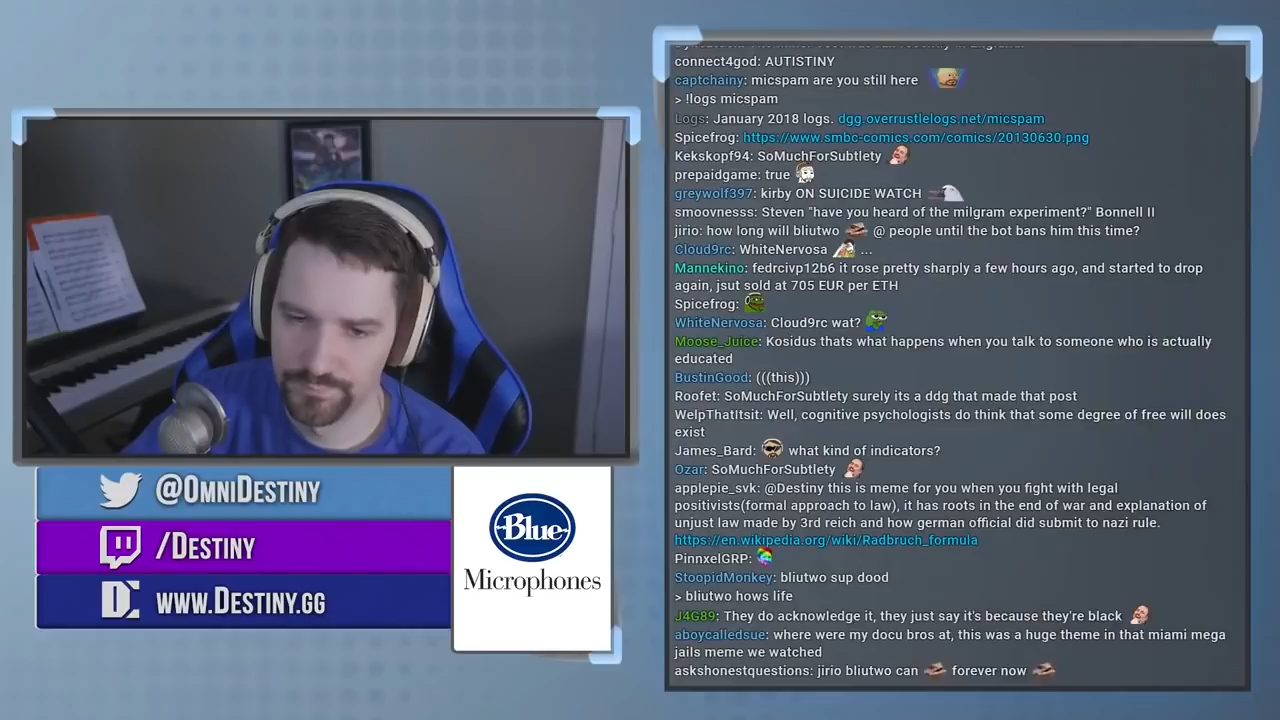 connect4god: AUTISTINY
captchainy: micspam are you still here
> !logs micspam
Logs: January 2018 logs. dgg.overrustlelogs.net/micspam
Spicefrog: https://www.smbc-comics.com/comics/20130630.png
Kekskopf94: SoMuchForSubtlety
prepaidgame: true
greywolf397: kirby ON SUICIDE WATCH
smoovnesss: Steven "have you heard of the milgram experiment?" Bonnell II
jirio: how long will bliutwo @ people until the bot bans him this time?
Cloud9rc: WhiteNervosa ...
Mannekino: fedrcivp12b6 it rose pretty sharply a few hours ago, and started to drop
again, jsut sold at 705 EUR per ETH
Spicefrog:
WhiteNervosa: Cloud9rc wat?
Moose_Juice: Kosidus thats what happens when you talk to someone who is actually
educated
BustinGood: (((this)))
Roofet: SoMuchForSubtlety surely its a ddg that made that post
WelpThatItsit: Well, cognitive psychologists do think that some degree of free will does
exist
James_Bard: what kind of indicators?
Ozar: SoMuchForSubtlety
applepie_svk: @Destiny this is meme for you when you fight with legal
positivists(formal approach to law), it has roots in the end of war and explanation of
unjust law made by 3rd reich and how german official did submit to nazi rule.
https://en.wikipedia.org/wiki/Radbruch_formula
PinnxelGRP:
StoopidMonkey: bliutwo sup dood
> bliutwo hows life
J4G89: They do acknowledge it, they just say it's because they're black
aboycalledsue: where were my docu bros at, this was a huge theme in that miami mega
jails meme we watched
askshonestquestions: jirio bliutwo can forever now
@OmniDestiny
/Destiny
www.Destiny.gg
Blue
Microphones